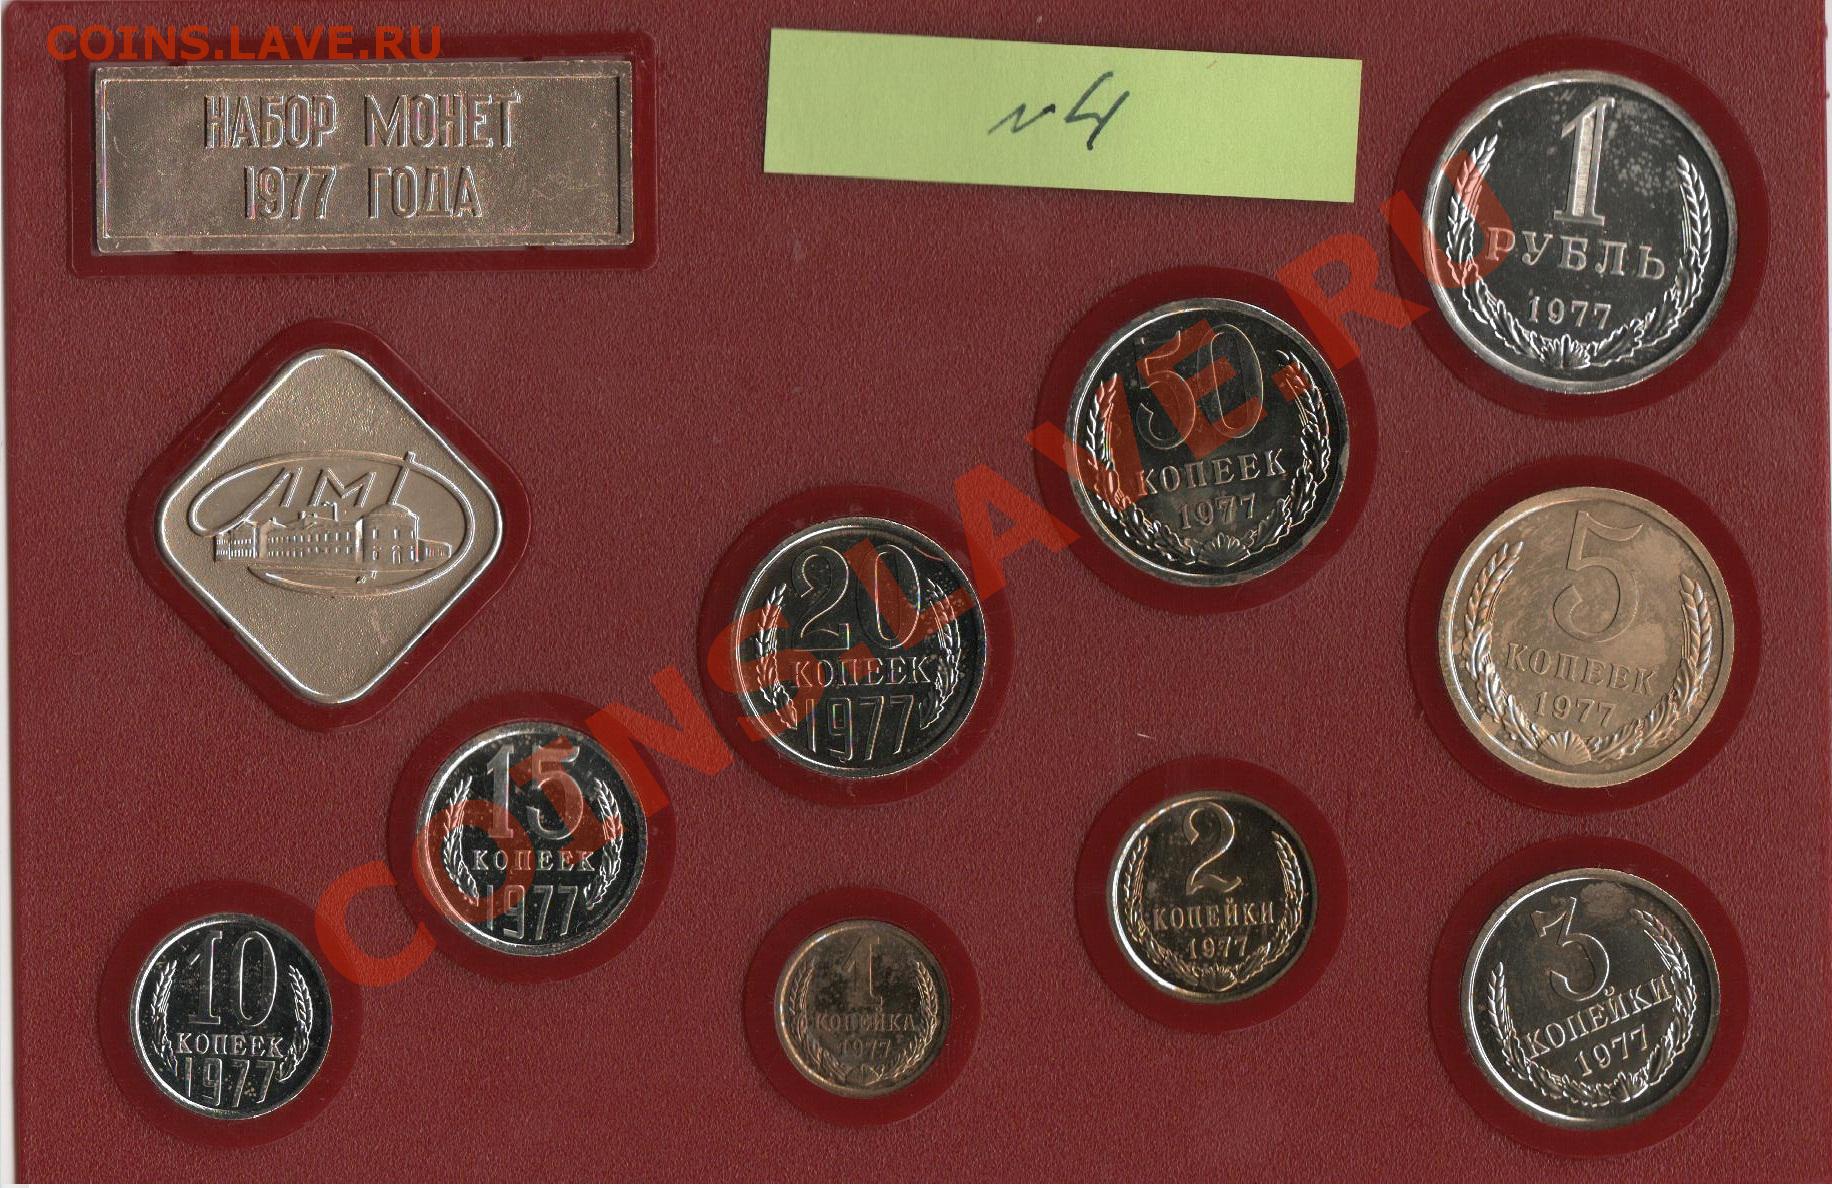 COINS.LAVE.RU
НАБОР МОНЕТ
1977 ГОДА
№4
1
РУБЛЬ
1977
50
КОПЕЕК
1977
ЛМД
20
КОПЕЕК
1977
5
КОПЕЕК
1977
15
КОПЕЕК
1977
2
КОПЕЙКИ
1977
3
КОПЕЙКИ
1977
10
КОПЕЕК
1977
1
КОПЕЙКА
1977
COINS.LAVE.RU